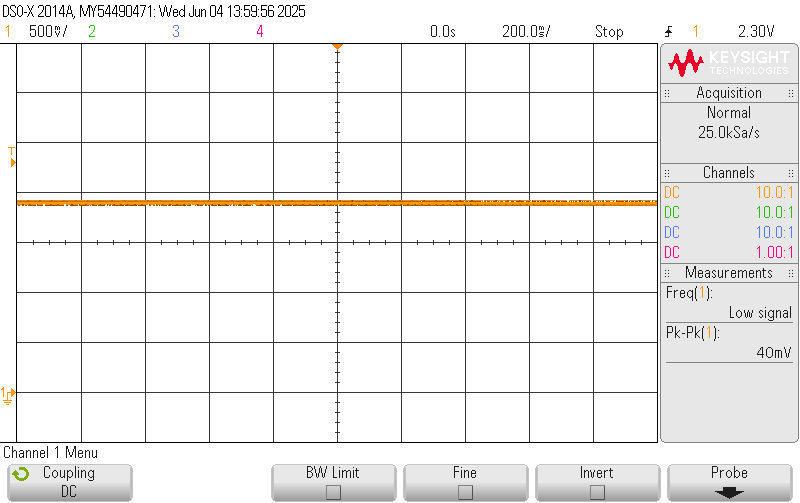 DSO-X 2014A, MY54490471: Wed Jun 04 13:59:56 2025
1 500mV/ 2 3 4 0.0s 200.0ms/ Stop 1 2.30V
KEYSIGHT
TECHNOLOGIES
Acquisition
Normal
25.0kSa/s
Channels
DC 10.0:1
DC 10.0:1
DC 10.0:1
DC 1.00:1
Measurements
Freq(1):
Low signal
Pk-Pk(1):
40mV
T
1
Channel 1 Menu
Coupling
DC
BW Limit
Fine
Invert
Probe